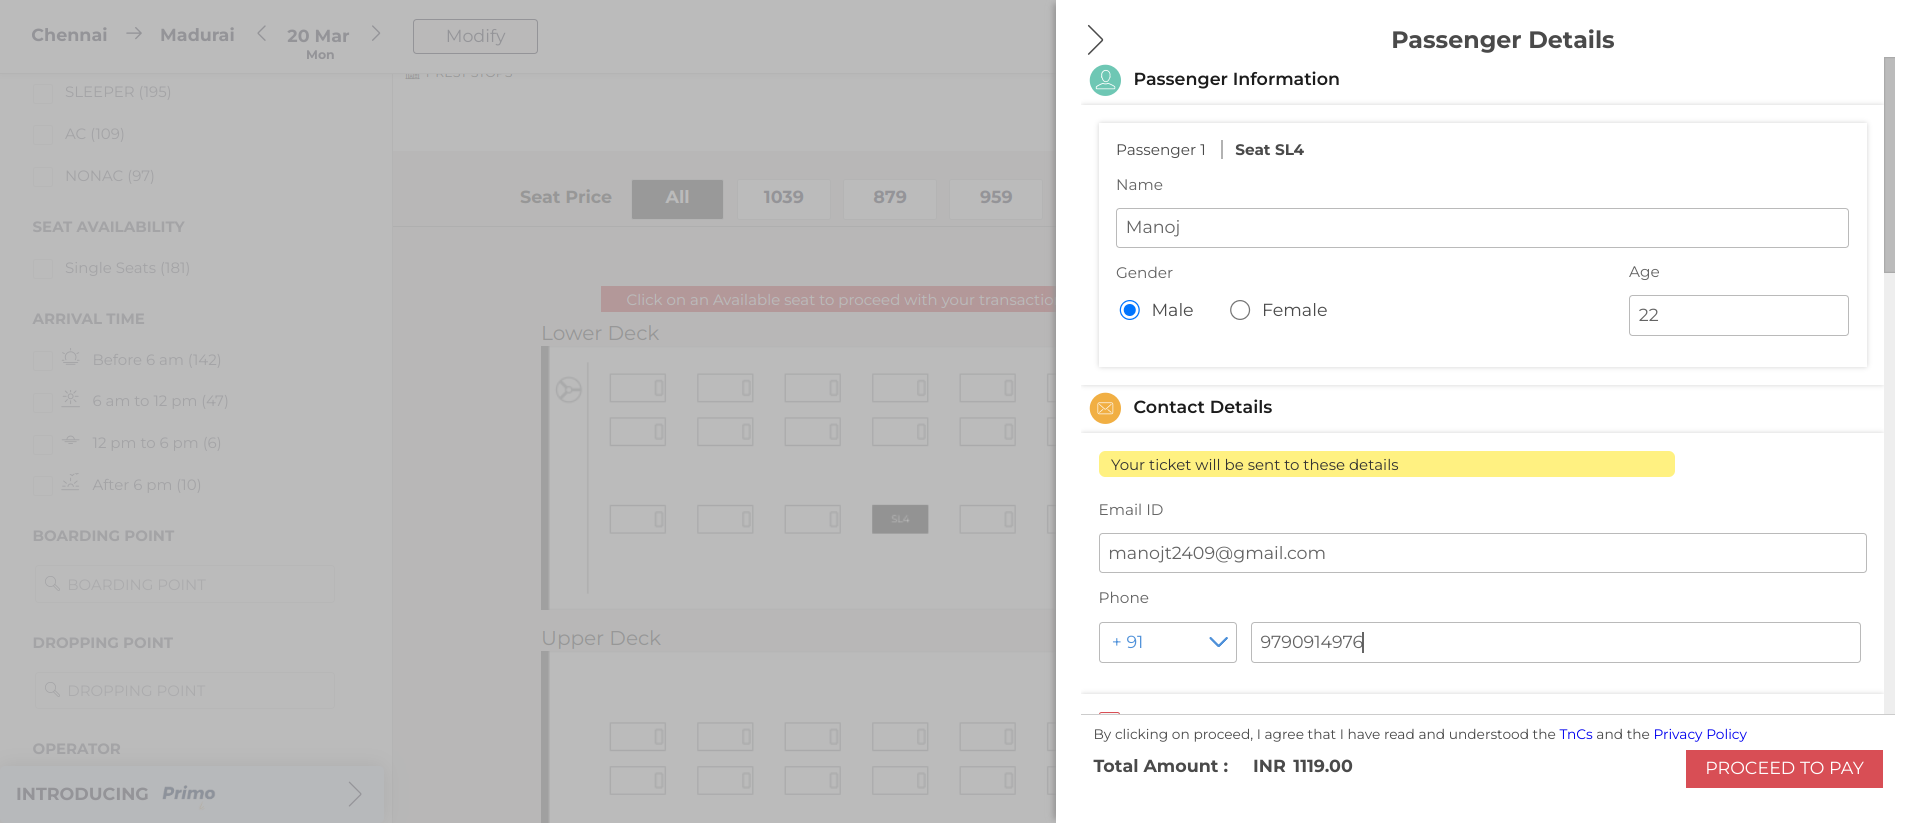 Chennai → Madurai < 20 Mar >
Mon
Modify
SLEEPER (195)
AC (109)
NONAC (97)
SEAT AVAILABILITY
Single Seats (181)
ARRIVAL TIME
Before 6 am (142)
6 am to 12 pm (47)
12 pm to 6 pm (6)
After 6 pm (10)
BOARDING POINT
BOARDING POINT
DROPPING POINT
DROPPING POINT
OPERATOR
INTRODUCING Primo
Seat Price All 1039 879 959
Click on an Available seat to proceed with your transactio
Lower Deck
SL4
Upper Deck
Passenger Details
Passenger Information
Passenger 1 | Seat SL4
Name
Manoj
Gender
Male Female
Age
22
Contact Details
Your ticket will be sent to these details
Email ID
manojt2409@gmail.com
Phone
+ 91 9790914976
By clicking on proceed, I agree that I have read and understood the TnCs and the Privacy Policy
Total Amount : INR 1119.00
PROCEED TO PAY